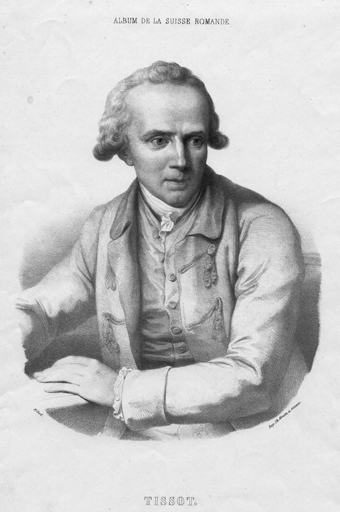 ALBUM DE LA SUISSE ROMANDE
TISSOT.